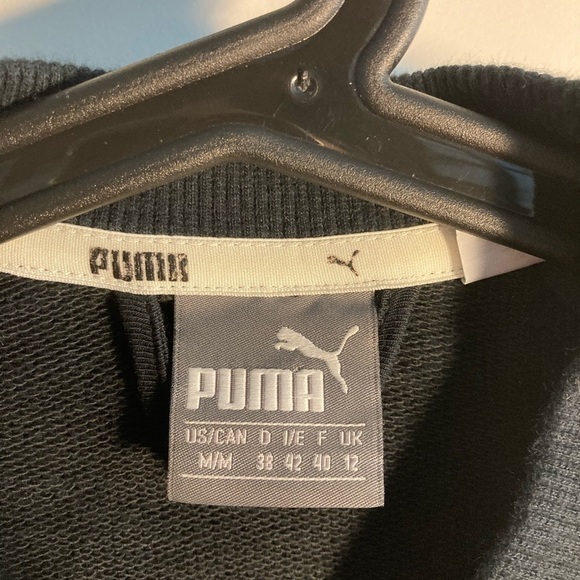 PUMA
PUMA
US/CAN D I/E F UK
M/M 38 42 40 12